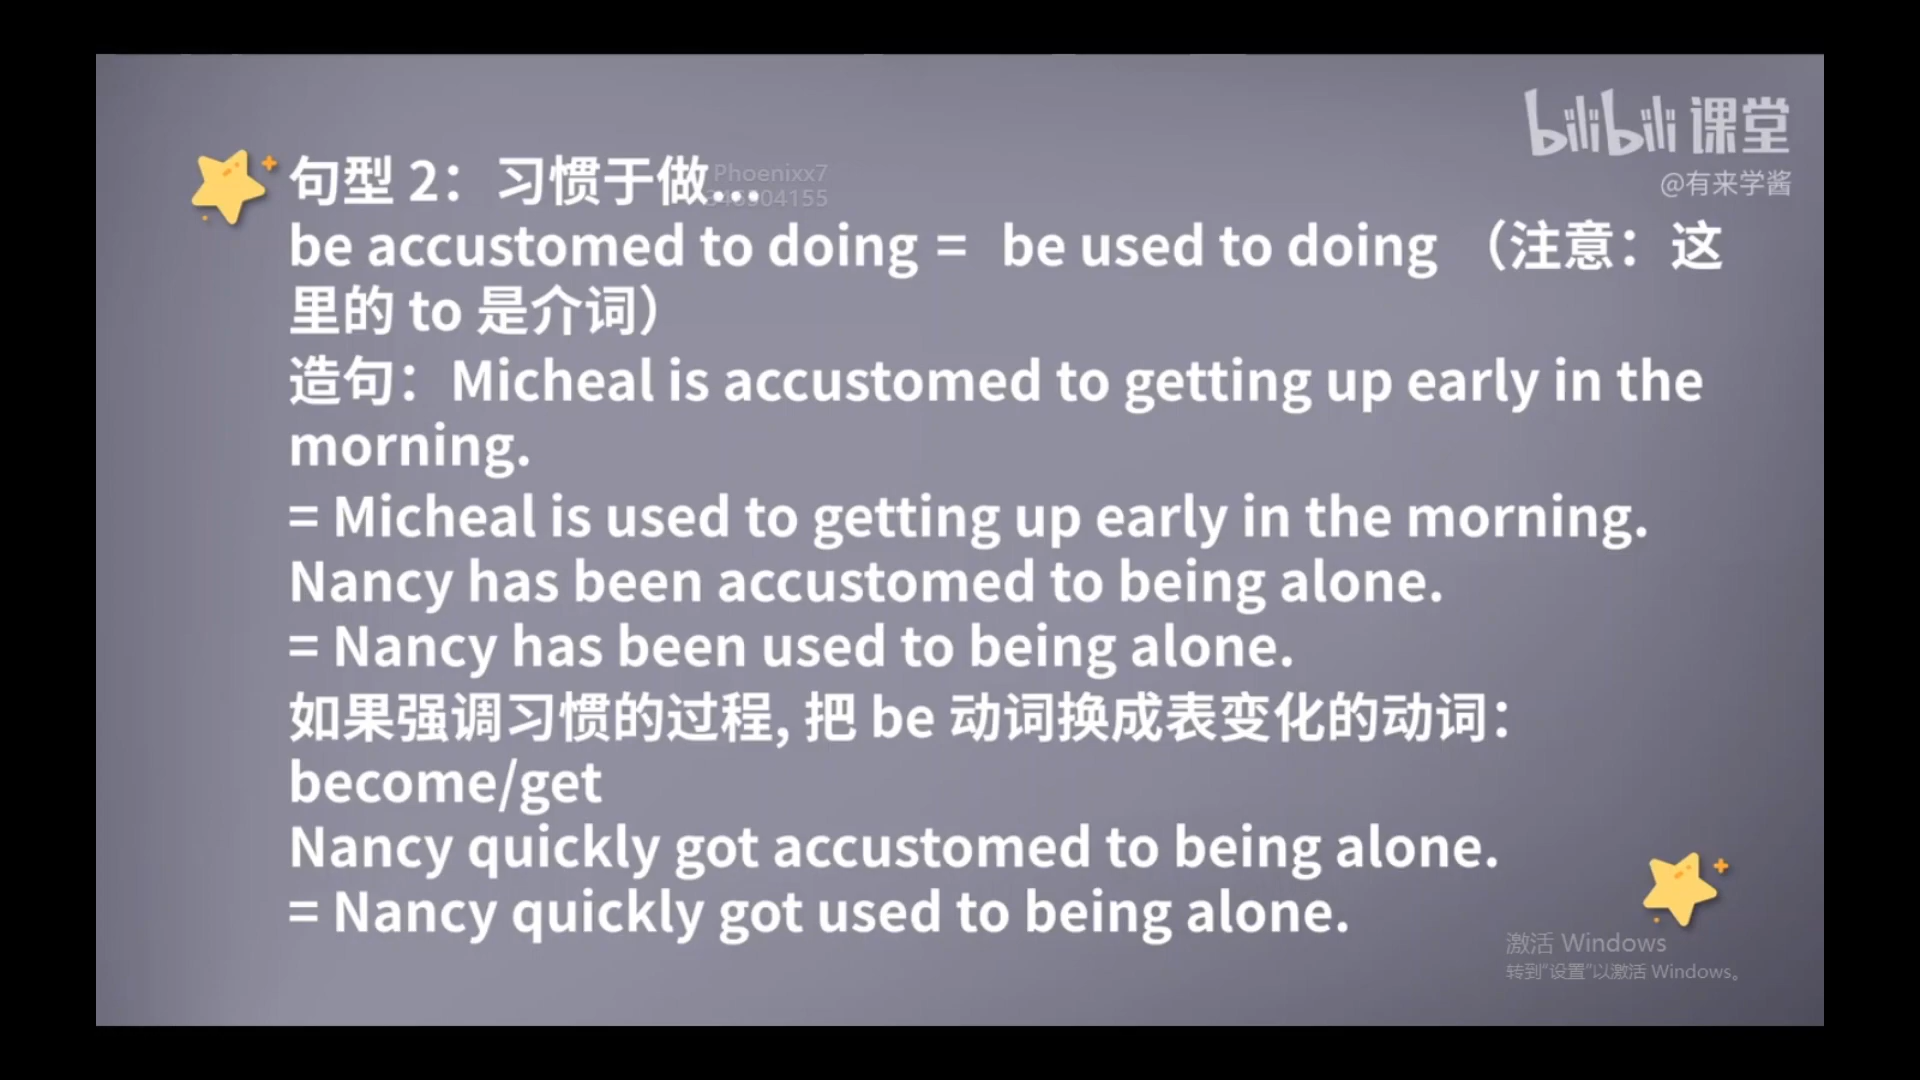 bilibili 课堂
@有来学酱
句型 2：习惯于做...
Phoenixx7
be accustomed to doing = be used to doing （注意：这
里的 to 是介词）
造句：Micheal is accustomed to getting up early in the
morning.
= Micheal is used to getting up early in the morning.
Nancy has been accustomed to being alone.
= Nancy has been used to being alone.
如果强调习惯的过程, 把 be 动词换成表变化的动词：
become/get
Nancy quickly got accustomed to being alone.
= Nancy quickly got used to being alone.
激活 Windows
转到“设置”以激活 Windows。